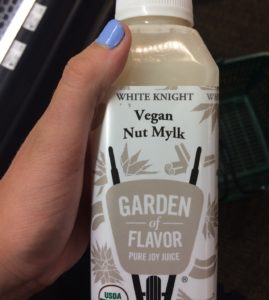 WHITE KNIGHT
Vegan
Nut Mylk
GARDEN
of
FLAVOR
PURE JOY JUICE
®
USDA